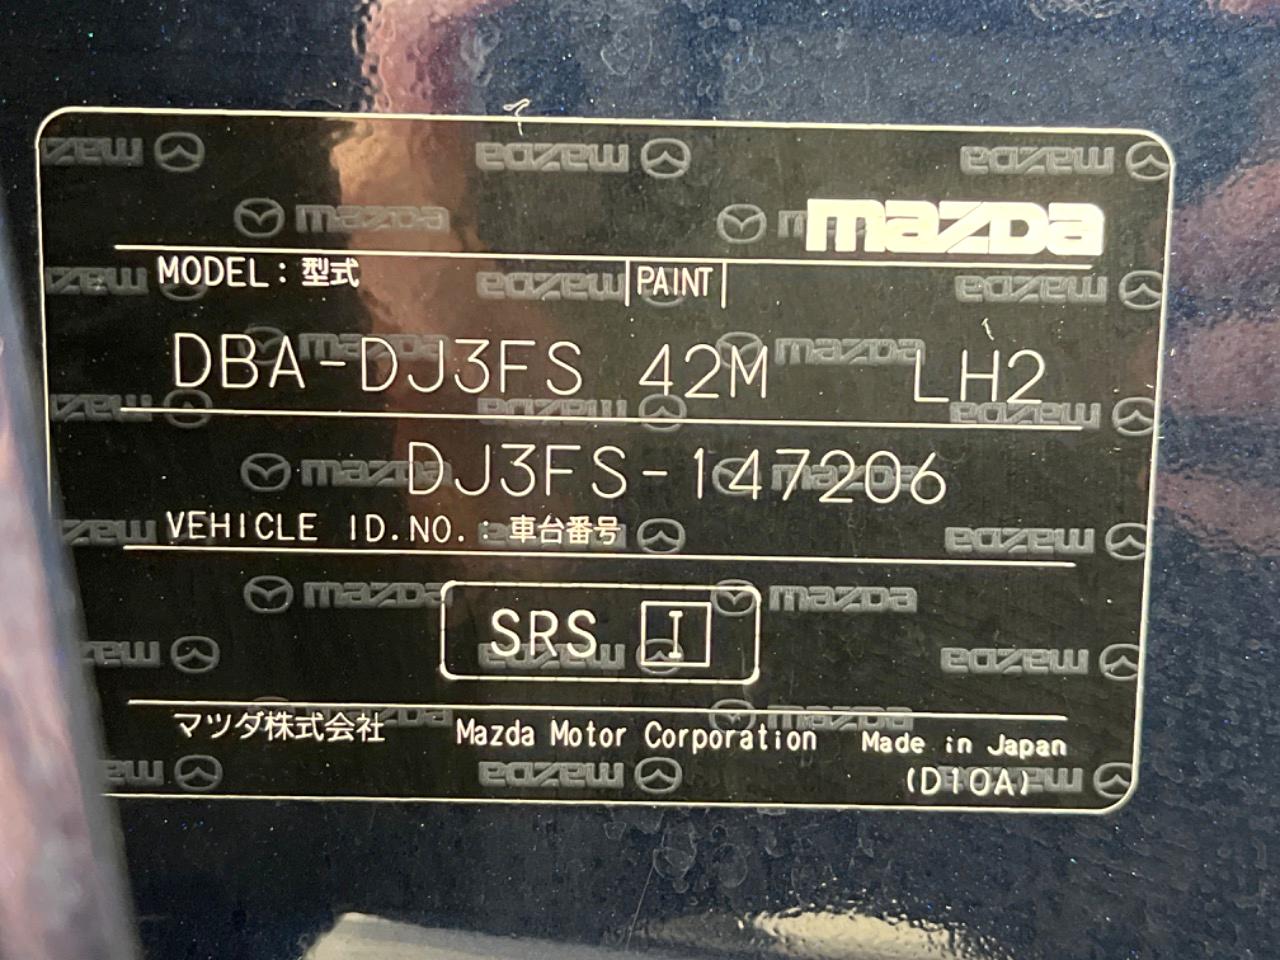 mazda
MODEL : 型式 PAINT
DBA-DJ3FS 42M LH2
DJ3FS-147206
VEHICLE ID.NO. : 車台番号
SRS I
マツダ株式会社 Mazda Motor Corporation Made in Japan
(D10A)